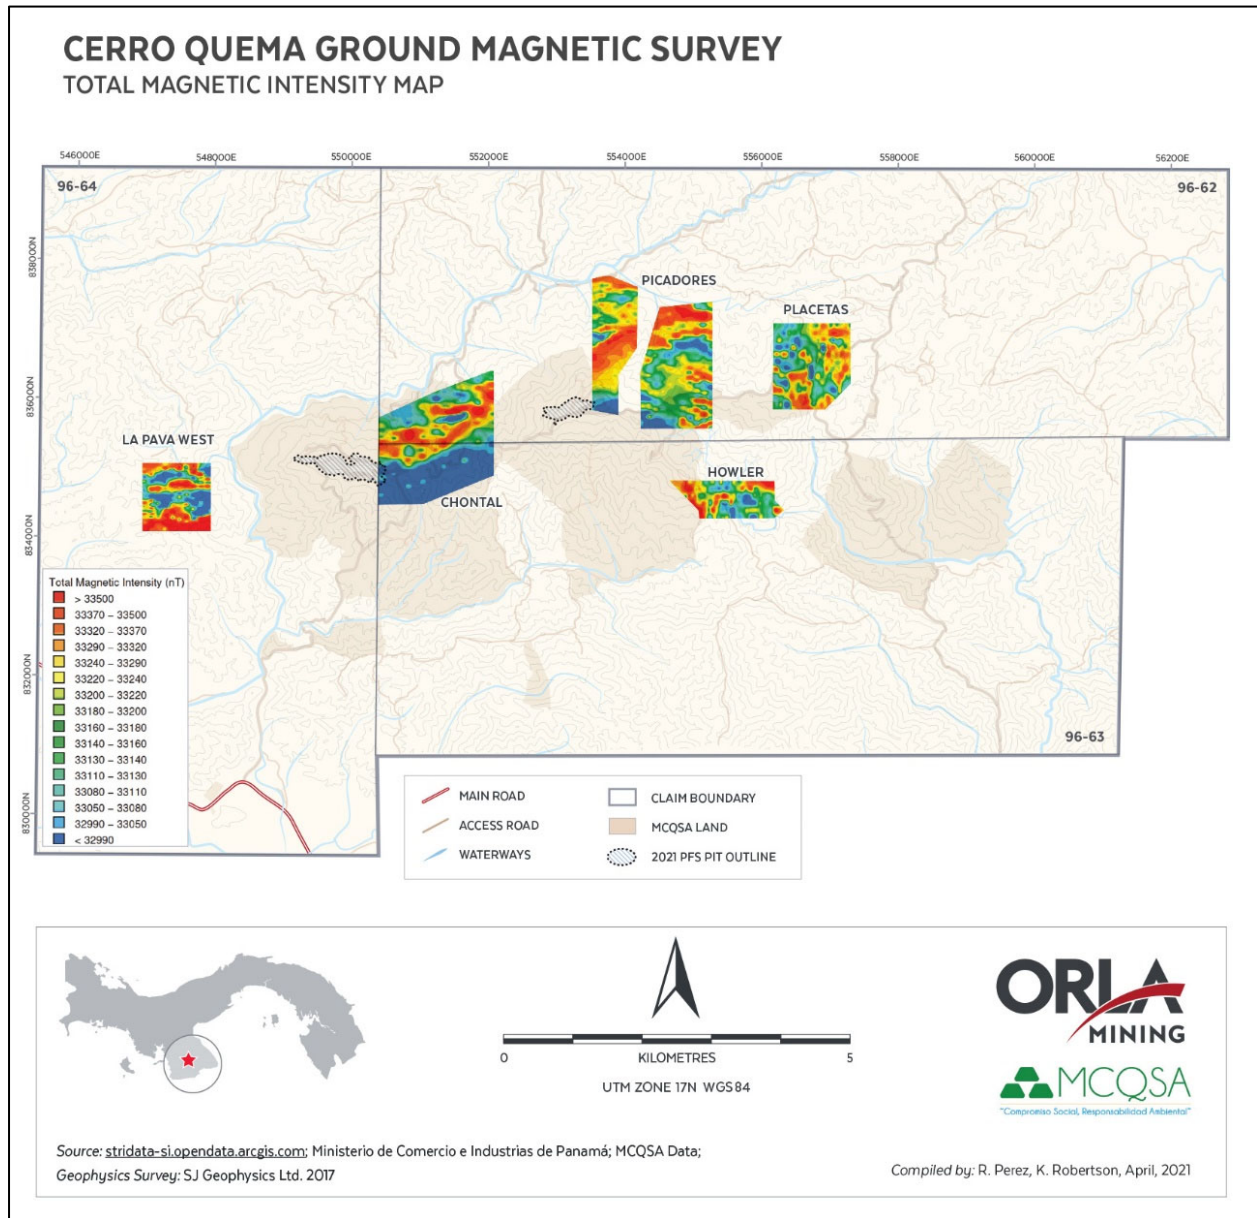 CERRO QUEMA GROUND MAGNETIC SURVEY
TOTAL MAGNETIC INTENSITY MAP
546000E 548000E 550000E 552000E 554000E 556000E 558000E 560000E 562000E
96-64
96-62
838000N
PICADORES
PLACETAS
836000N
LA PAVA WEST
HOWLER
CHONTAL
834000N
Total Magnetic Intensity (nT)
> 33500
33370 – 33500
33320 – 33370
33290 – 33320
33240 – 33290
33220 – 33240
33200 – 33220
33180 – 33200
33160 – 33180
33140 – 33160
33130 – 33140
33110 – 33130
33080 – 33110
33050 – 33080
32990 – 33050
< 32990
832000N
830000N
96-63
MAIN ROAD
ACCESS ROAD
WATERWAYS
CLAIM BOUNDARY
MCQSA LAND
2021 PFS PIT OUTLINE
0 KILOMETRES 5
UTM ZONE 17N WGS84
ORLA
MINING
MCQSA
"Compromiso Social, Responsabilidad Ambiental"
Source: stridata-si.opendata.arcgis.com; Ministerio de Comercio e Industrias de Panamá; MCQSA Data;
Geophysics Survey: SJ Geophysics Ltd. 2017
Compiled by: R. Perez, K. Robertson, April, 2021